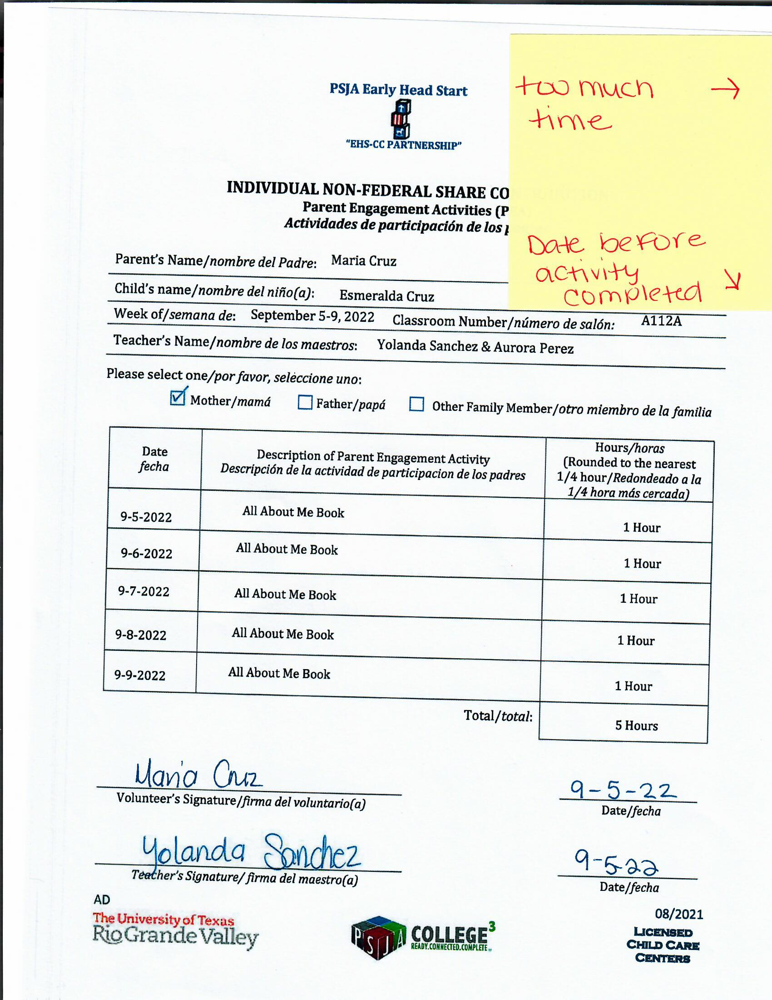 PSJA Early Head Start
"EHS-CC PARTNERSHIP"
too much →
time
Date before
activity
completed ↘
INDIVIDUAL NON-FEDERAL SHARE CO
Parent Engagement Activities (P
Actividades de participación de los
Parent's Name/nombre del Padre: Maria Cruz
Child's name/nombre del niño(a): Esmeralda Cruz
Week of/semana de: September 5-9, 2022 Classroom Number/número de salón: A112A
Teacher's Name/nombre de los maestros: Yolanda Sanchez & Aurora Perez
Please select one/por favor, seleccione uno:
☑ Mother/mamá ☐ Father/papá ☐ Other Family Member/otro miembro de la familia
Date
fecha
Description of Parent Engagement Activity
Descripción de la actividad de participacion de los padres
Hours/horas
(Rounded to the nearest
1/4 hour/Redondeado a la
1/4 hora más cercada)
9-5-2022 All About Me Book 1 Hour
9-6-2022 All About Me Book 1 Hour
9-7-2022 All About Me Book 1 Hour
9-8-2022 All About Me Book 1 Hour
9-9-2022 All About Me Book 1 Hour
Total/total: 5 Hours
Maria Cruz 9-5-22
Volunteer's Signature/firma del voluntario(a) Date/fecha
Yolanda Sanchez 9-5-22
Teacher's Signature/firma del maestro(a) Date/fecha
AD
The University of Texas
Rio Grande Valley
PSJA COLLEGE³
READY.CONNECTED.COMPLETE
08/2021
LICENSED
CHILD CARE
CENTERS